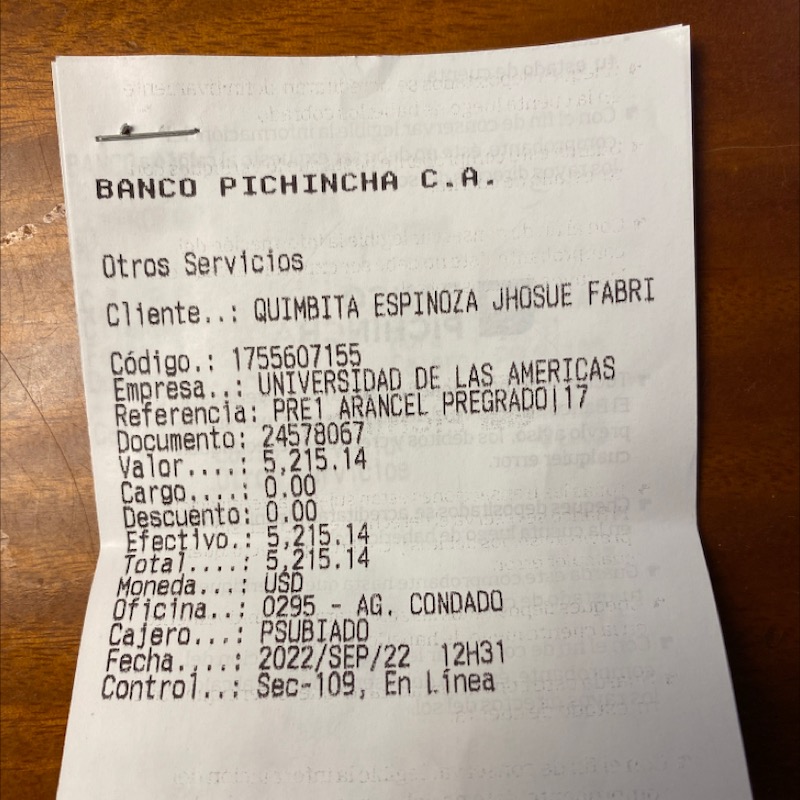 BANCO PICHINCHA C.A.
Otros Servicios
Cliente..: QUIMBITA ESPINOZA JHOSUE FABRI
Código.: 1755607155
Empresa..: UNIVERSIDAD DE LAS AMERICAS
Referencia: PRE1 ARANCEL PREGRADO|17
Documento: 24578067
Valor....: 5,215.14
Cargo....: 0.00
Descuento: 0.00
Efectivo.: 5,215.14
Total....: 5,215.14
Moneda...: USD
Oficina..: 0295 - AG. CONDADO
Cajero...: PSUBIADO
Fecha....: 2022/SEP/22 12H31
Control..: Sec-109, En Línea